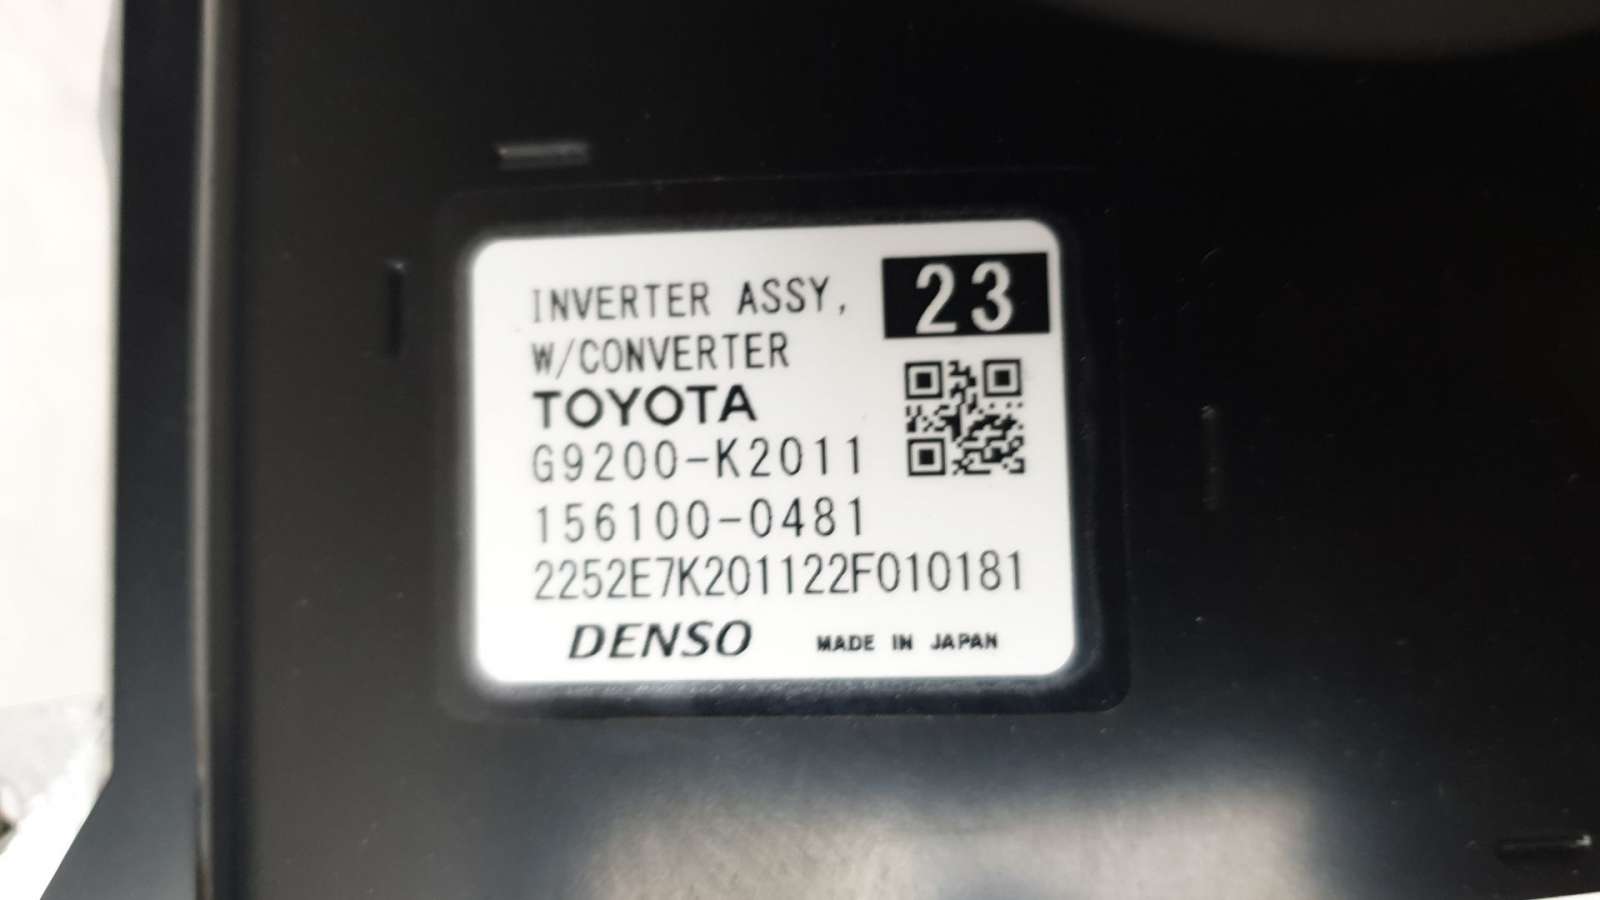 INVERTER ASSY,
23
W/CONVERTER
TOYOTA
G9200-K2011
156100-0481
2252E7K201122F010181
DENSO MADE IN JAPAN